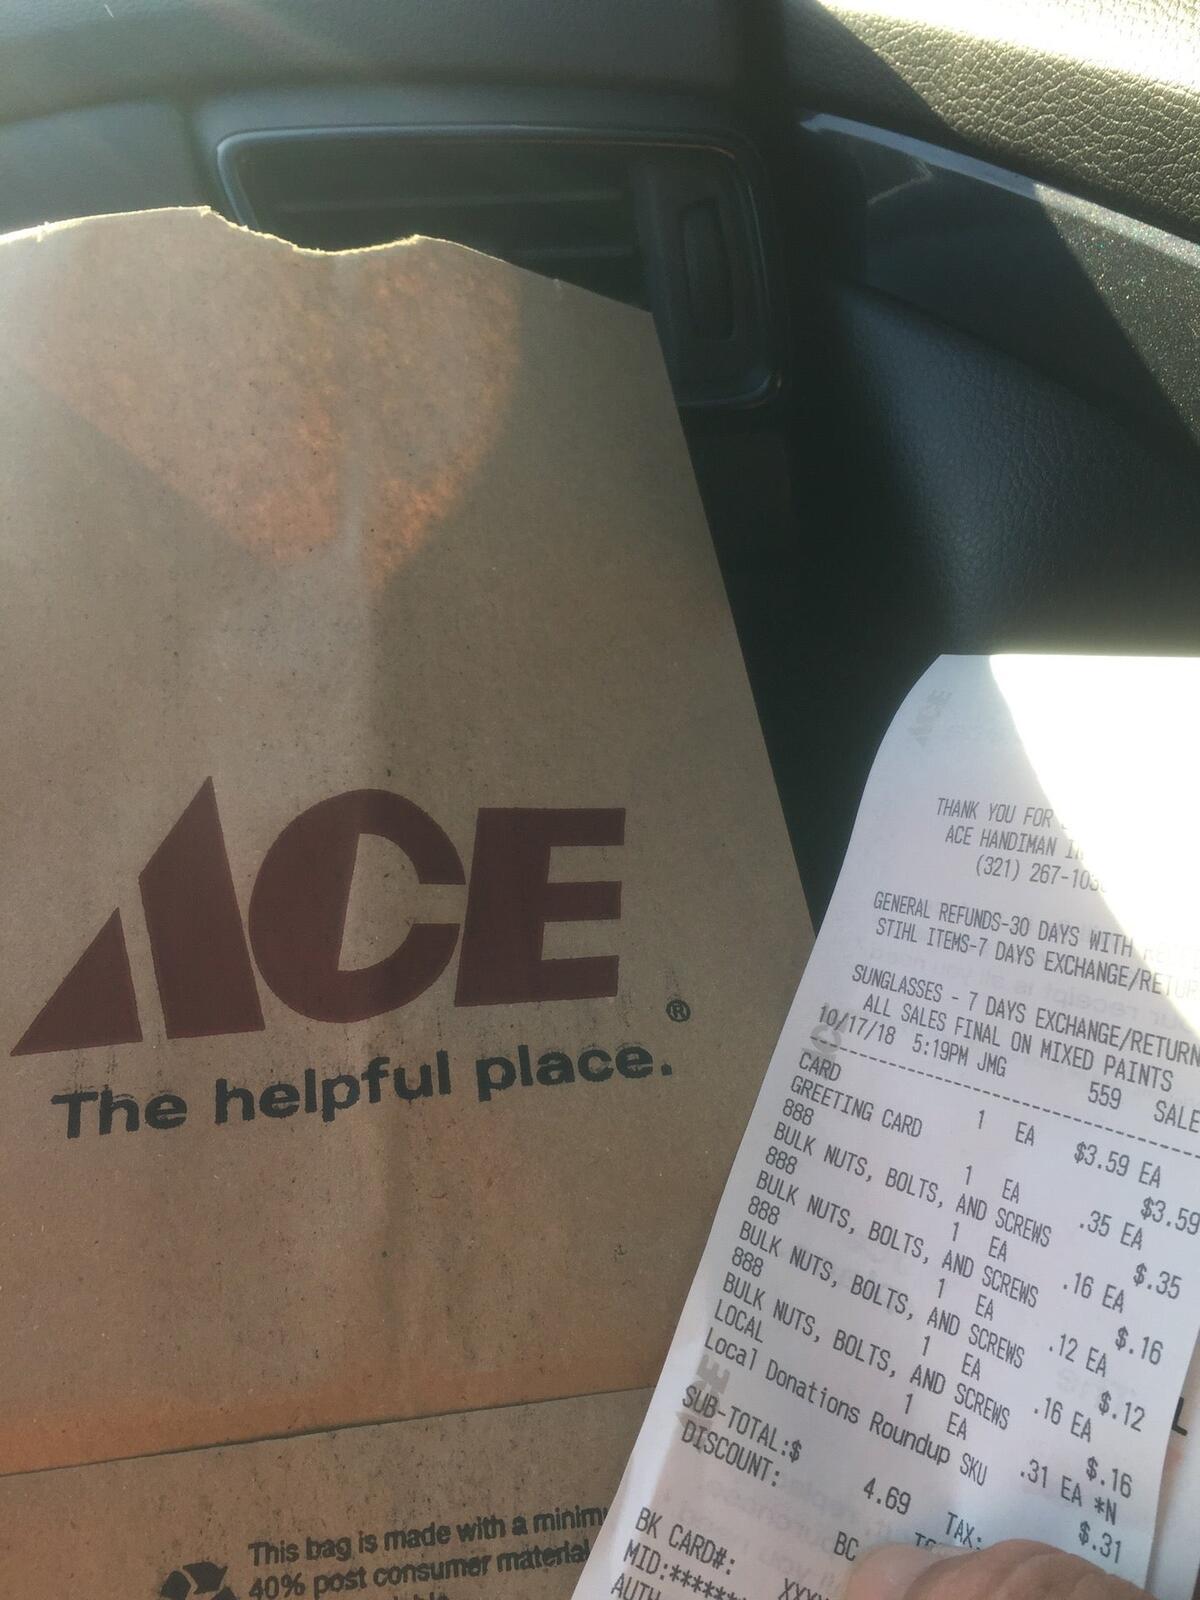 ACE
®
The helpful place.
This bag is made with a
40% post consumer material
THANK YOU FOR
ACE HANDIMAN
(321) 267-103
GENERAL REFUNDS-30 DAYS WITH
STIHL ITEMS-7 DAYS EXCHANGE/RETUR
SUNGLASSES - 7 DAYS EXCHANGE/RETURN
ALL SALES FINAL ON MIXED PAINTS
10/17/18 5:19PM JMG 559 SALE
CARD 1 EA $3.59 EA
GREETING CARD $3.59
888 1 EA .35 EA
BULK NUTS, BOLTS, AND SCREWS $.35
888 1 EA .16 EA
BULK NUTS, BOLTS, AND SCREWS $.16
888 1 EA .12 EA
BULK NUTS, BOLTS, AND SCREWS $.12
888 1 EA .16 EA
BULK NUTS, BOLTS, AND SCREWS $.16
LOCAL 1 EA .31 EA *N
Local Donations Roundup SKU $.31
SUB-TOTAL:$ 4.69 TAX:
DISCOUNT:
BC
BK CARD#: XXXX
MID:*******
AUTH